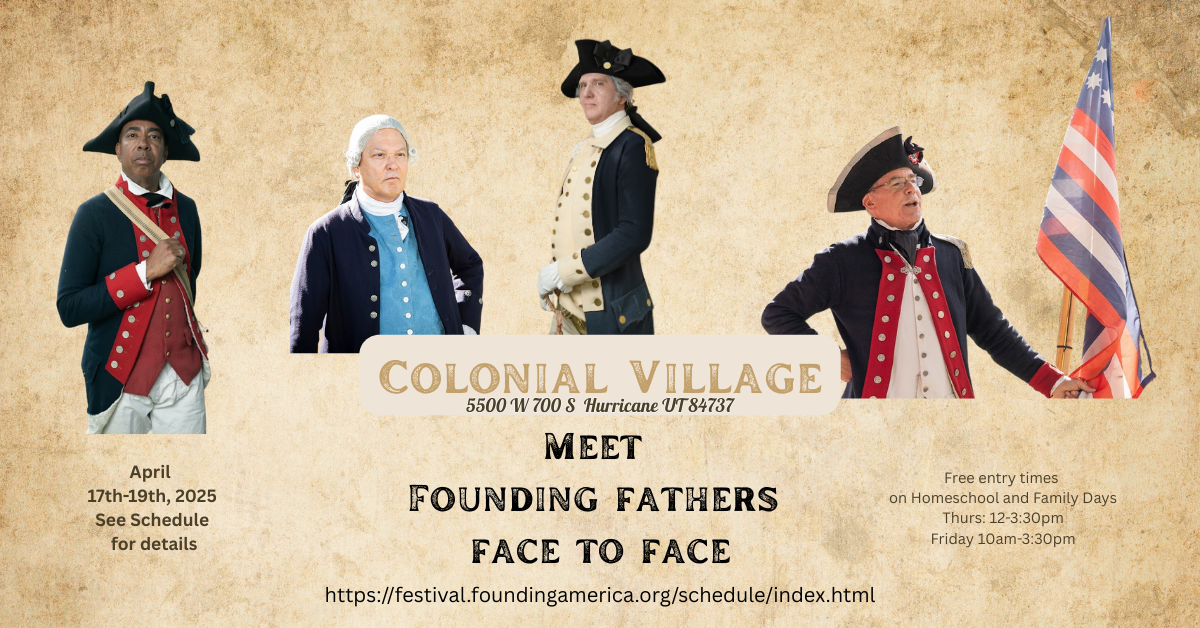 Colonial Village
5500 W 700 S Hurricane UT 84737
Meet
Founding Fathers
Face to Face
April
17th-19th, 2025
See Schedule
for details
Free entry times
on Homeschool and Family Days
Thurs: 12-3:30pm
Friday 10am-3:30pm
https://festival.foundingamerica.org/schedule/index.html